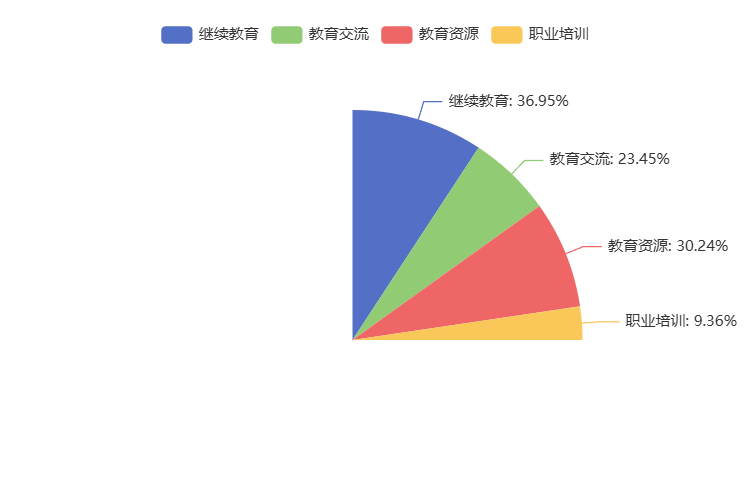 继续教育 教育交流 教育资源 职业培训
继续教育: 36.95%
教育交流: 23.45%
教育资源: 30.24%
职业培训: 9.36%